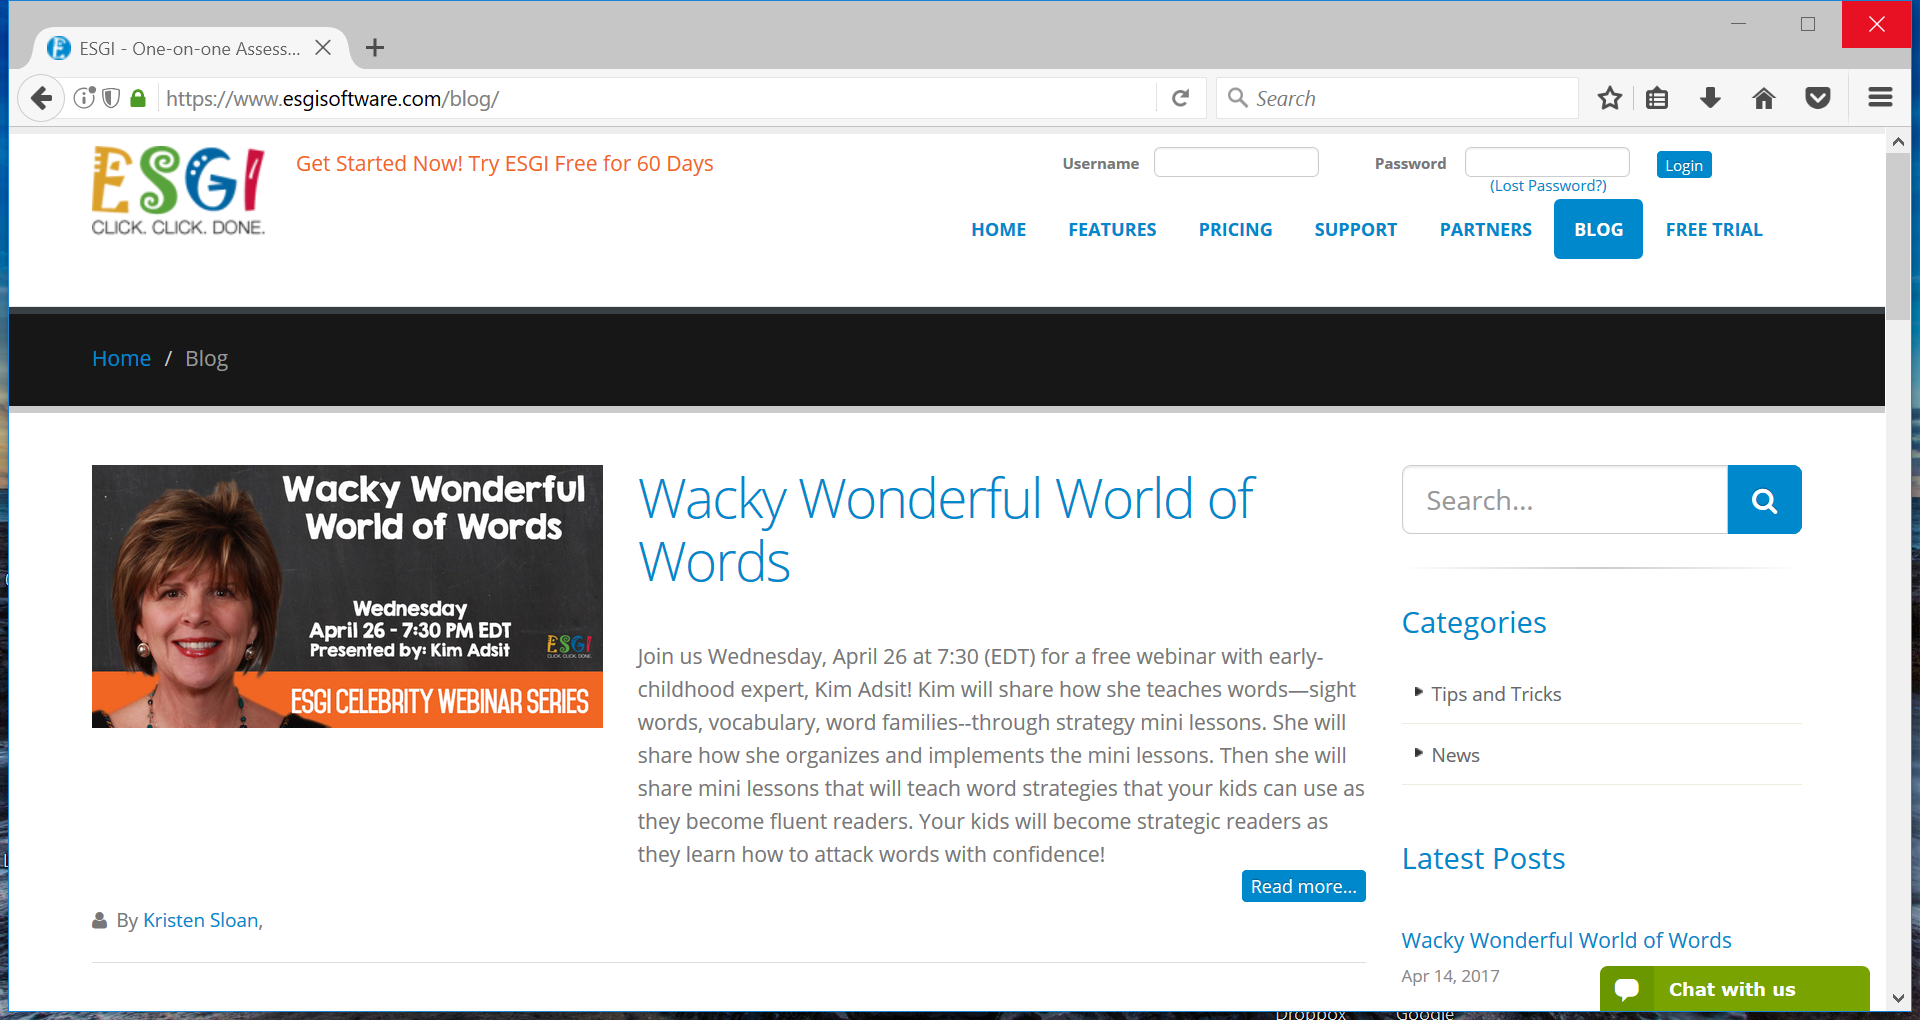 ESGI - One-on-one Assess...
https://www.esgisoftware.com/blog/
Search
ESGI
CLICK. CLICK. DONE.
Get Started Now! Try ESGI Free for 60 Days
Username
Password
Login
(Lost Password?)
HOME FEATURES PRICING SUPPORT PARTNERS BLOG FREE TRIAL
Home / Blog
Wacky Wonderful
World of Words
Wednesday
April 26 - 7:30 PM EDT
Presented by: Kim Adsit
ESGI
CLICK. CLICK. DONE.
ESGI CELEBRITY WEBINAR SERIES
Wacky Wonderful World of
Words
Join us Wednesday, April 26 at 7:30 (EDT) for a free webinar with early-
childhood expert, Kim Adsit! Kim will share how she teaches words—sight
words, vocabulary, word families--through strategy mini lessons. She will
share how she organizes and implements the mini lessons. Then she will
share mini lessons that will teach word strategies that your kids can use as
they become fluent readers. Your kids will become strategic readers as
they learn how to attack words with confidence!
Read more...
By Kristen Sloan,
Search...
Categories
Tips and Tricks
News
Latest Posts
Wacky Wonderful World of Words
Apr 14, 2017
Chat with us
Dropbox Google